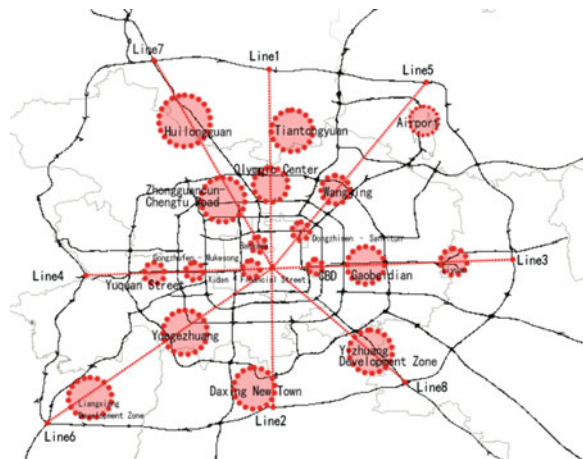 Line7
Line1
Line5
Huilongguan
Tiantongyuan
Airport
Olympic Center
Zhongguancun-
Chengfu Road
Wangjing
Dongzhimen - Sanlitun
Gongzhufen - Wukesong
Line4
Yuquan Street
Xidan
Financial Street
CBD
Gaobeidian
Line3
Yizhuang
Development Zone
Daxing New Town
Liangxiang
Development Zone
Line8
Line2
Line6